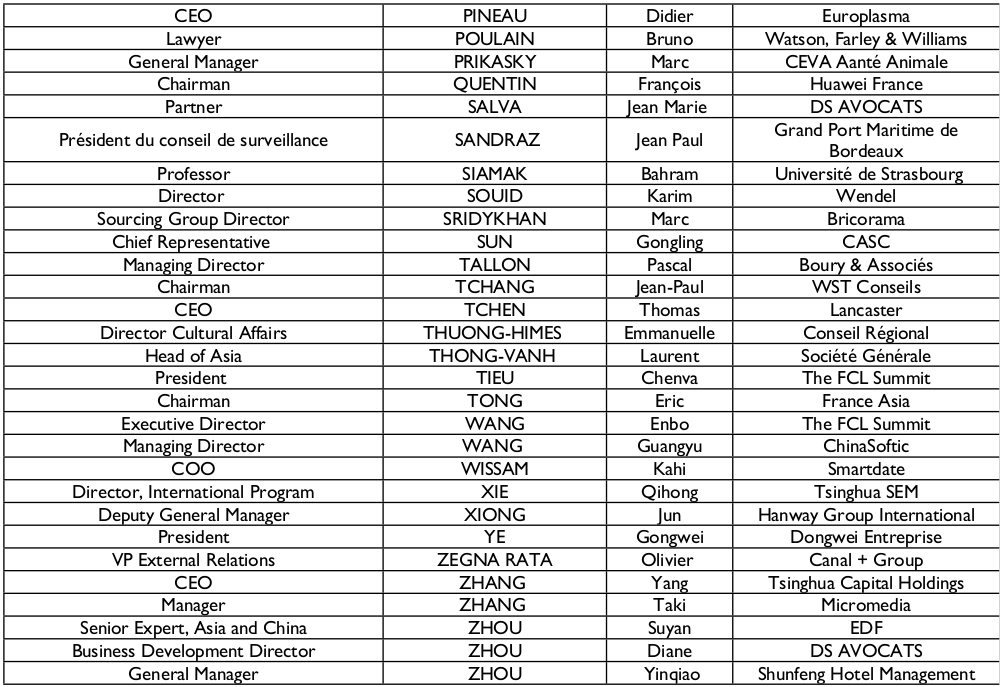 CEO PINEAU Didier Europlasma
Lawyer POULAIN Bruno Watson, Farley & Williams
General Manager PRIKASKY Marc CEVA Aanté Animale
Chairman QUENTIN François Huawei France
Partner SALVA Jean Marie DS AVOCATS
Président du conseil de surveillance SANDRAZ Jean Paul Grand Port Maritime de
Bordeaux
Professor SIAMAK Bahram Université de Strasbourg
Director SOUID Karim Wendel
Sourcing Group Director SRIDYKHAN Marc Bricorama
Chief Representative SUN Gongling CASC
Managing Director TALLON Pascal Boury & Associés
Chairman TCHANG Jean-Paul WST Conseils
CEO TCHEN Thomas Lancaster
Director Cultural Affairs THUONG-HIMES Emmanuelle Conseil Régional
Head of Asia THONG-VANH Laurent Société Générale
President TIEU Chenva The FCL Summit
Chairman TONG Eric France Asia
Executive Director WANG Enbo The FCL Summit
Managing Director WANG Guangyu ChinaSoftic
COO WISSAM Kahi Smartdate
Director, International Program XIE Qihong Tsinghua SEM
Deputy General Manager XIONG Jun Hanway Group International
President YE Gongwei Dongwei Entreprise
VP External Relations ZEGNA RATA Olivier Canal + Group
CEO ZHANG Yang Tsinghua Capital Holdings
Manager ZHANG Taki Micromedia
Senior Expert, Asia and China ZHOU Suyan EDF
Business Development Director ZHOU Diane DS AVOCATS
General Manager ZHOU Yinqiao Shunfeng Hotel Management